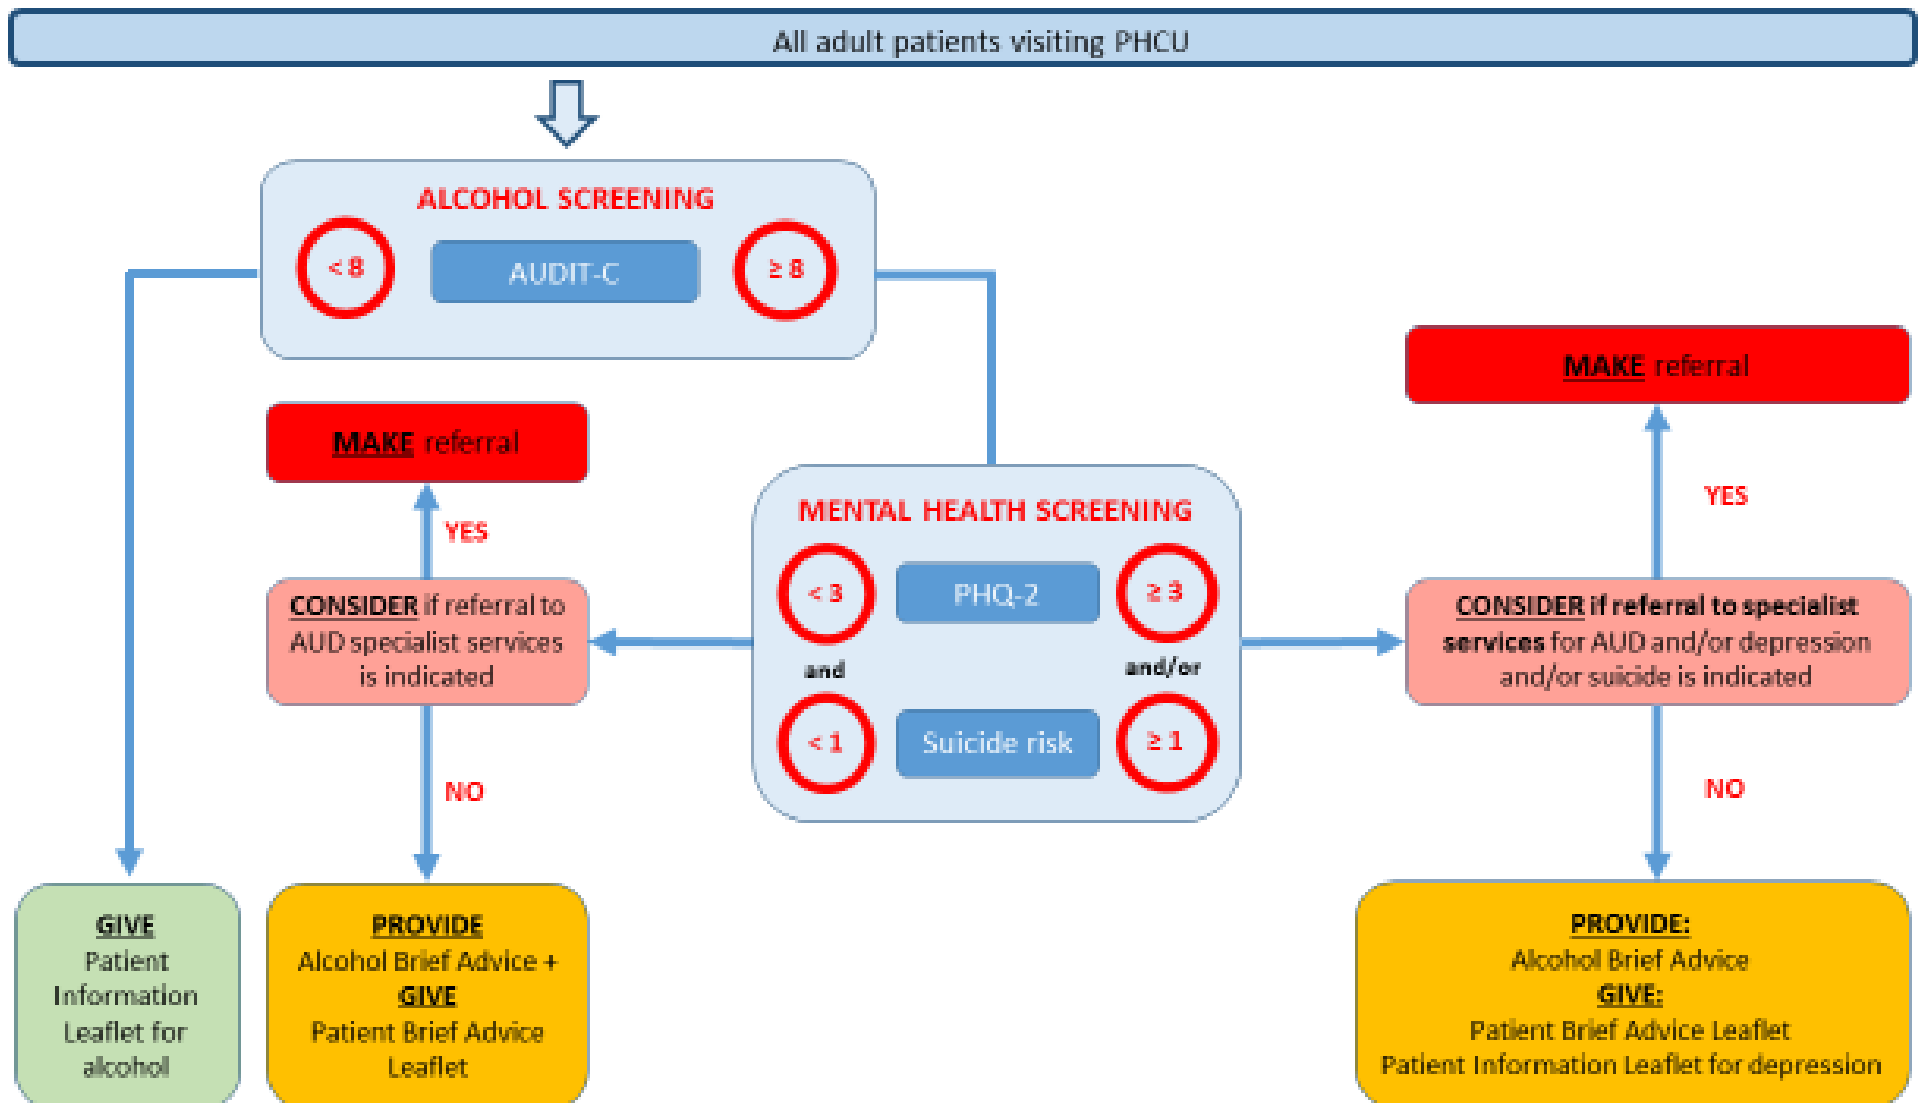 All adult patients visiting PHCU
ALCOHOL SCREENING
< 8
AUDIT-C
≥ 8
MAKE referral
YES
CONSIDER if referral to
AUD specialist services
is indicated
NO
MENTAL HEALTH SCREENING
< 3
PHQ-2
≥ 3
and
and/or
< 1
Suicide risk
≥ 1
MAKE referral
YES
CONSIDER if referral to specialist
services for AUD and/or depression
and/or suicide is indicated
NO
GIVE
Patient
Information
Leaflet for
alcohol
PROVIDE
Alcohol Brief Advice +
GIVE
Patient Brief Advice
Leaflet
PROVIDE:
Alcohol Brief Advice
GIVE:
Patient Brief Advice Leaflet
Patient Information Leaflet for depression